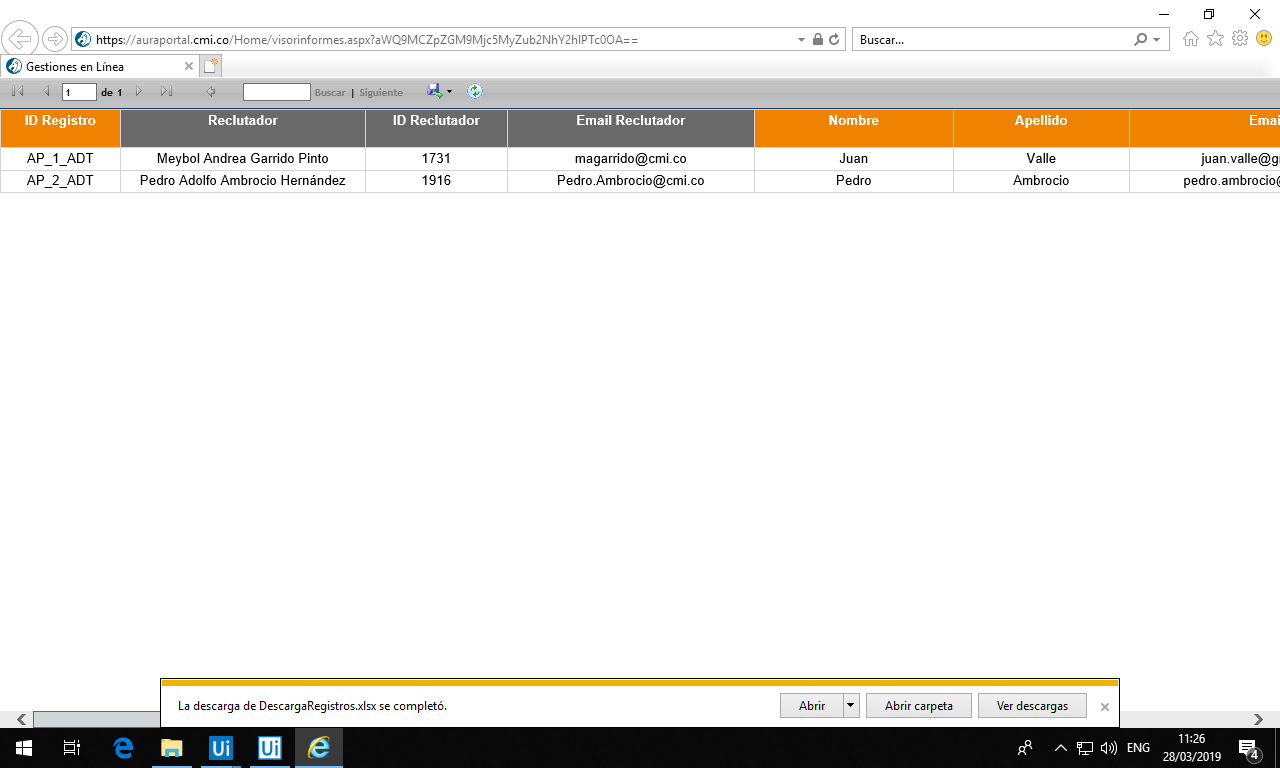 https://auraportal.cmi.co/Home/visorinformes.aspx?aWQ9MCZpZGM9Mjc5MyZub2NhY2hlPTc0OA==
Buscar...
Gestiones en Línea
1 de 1 Buscar | Siguiente
ID Registro Reclutador ID Reclutador Email Reclutador Nombre Apellido Emai
AP_1_ADT Meybol Andrea Garrido Pinto 1731 magarrido@cmi.co Juan Valle juan.valle@g
AP_2_ADT Pedro Adolfo Ambrocio Hernández 1916 Pedro.Ambrocio@cmi.co Pedro Ambrocio pedro.ambrocio@
La descarga de DescargaRegistros.xlsx se completó. Abrir Abrir carpeta Ver descargas
Ui Ui ENG 11:26
28/03/2019 4